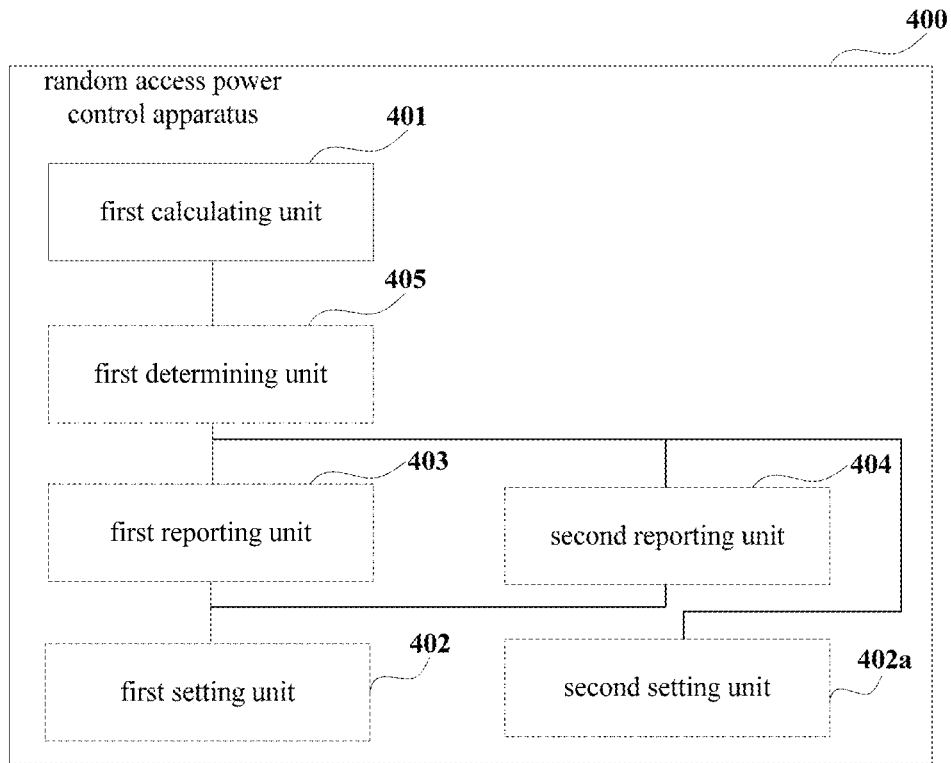 400
random access power
control apparatus
401
first calculating unit
405
first determining unit
403
first reporting unit
404
second reporting unit
402
first setting unit
402a
second setting unit